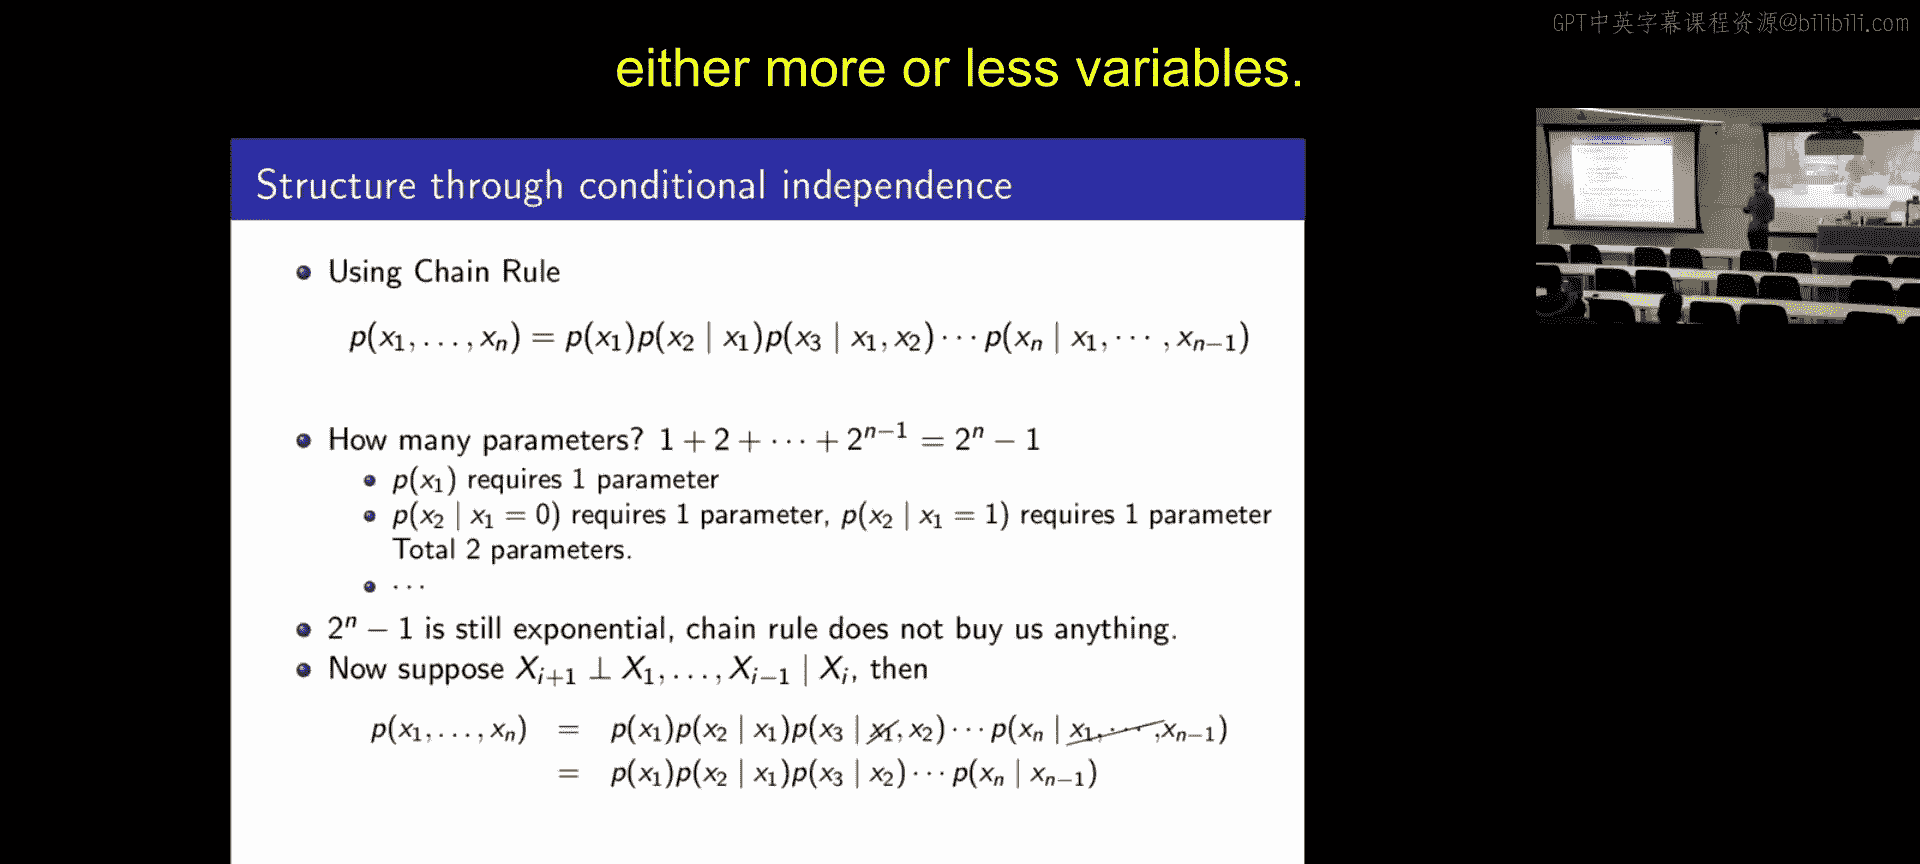 GPT中英字幕课程资源@bilibili.com
either more or less variables.
Structure through conditional independence
Using Chain Rule
p(x₁, . . . , xₙ) = p(x₁)p(x₂ | x₁)p(x₃ | x₁, x₂) · · · p(xₙ | x₁, · · · , xₙ₋₁)
How many parameters? 1 + 2 + · · · + 2ⁿ⁻¹ = 2ⁿ − 1
p(x₁) requires 1 parameter
p(x₂ | x₁ = 0) requires 1 parameter, p(x₂ | x₁ = 1) requires 1 parameter
Total 2 parameters.
· · ·
2ⁿ − 1 is still exponential, chain rule does not buy us anything.
Now suppose Xᵢ₊₁ ⊥ X₁, . . . , Xᵢ₋₁ | Xᵢ, then
p(x₁, . . . , xₙ) = p(x₁)p(x₂ | x₁)p(x₃ | x₁, x₂) · · · p(xₙ | x₁, · · · , xₙ₋₁)
= p(x₁)p(x₂ | x₁)p(x₃ | x₂) · · · p(xₙ | xₙ₋₁)